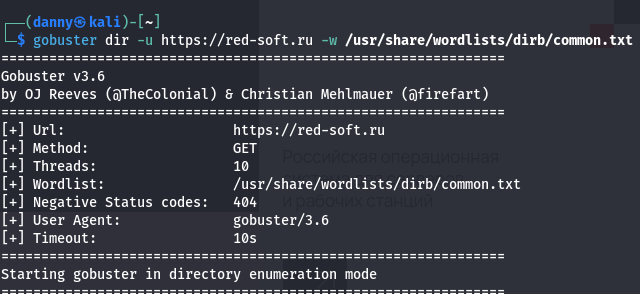 (danny㉿kali)-[~]
$ gobuster dir -u https://red-soft.ru -w /usr/share/wordlists/dirb/common.txt
===============================================================
Gobuster v3.6
by OJ Reeves (@TheColonial) & Christian Mehlmauer (@firefart)
===============================================================
[+] Url:                     https://red-soft.ru
[+] Method:                  GET
[+] Threads:                 10
[+] Wordlist:                /usr/share/wordlists/dirb/common.txt
[+] Negative Status codes:   404
[+] User Agent:              gobuster/3.6
[+] Timeout:                 10s
===============================================================
Starting gobuster in directory enumeration mode
===============================================================
Российская операционная
и рабочих станций